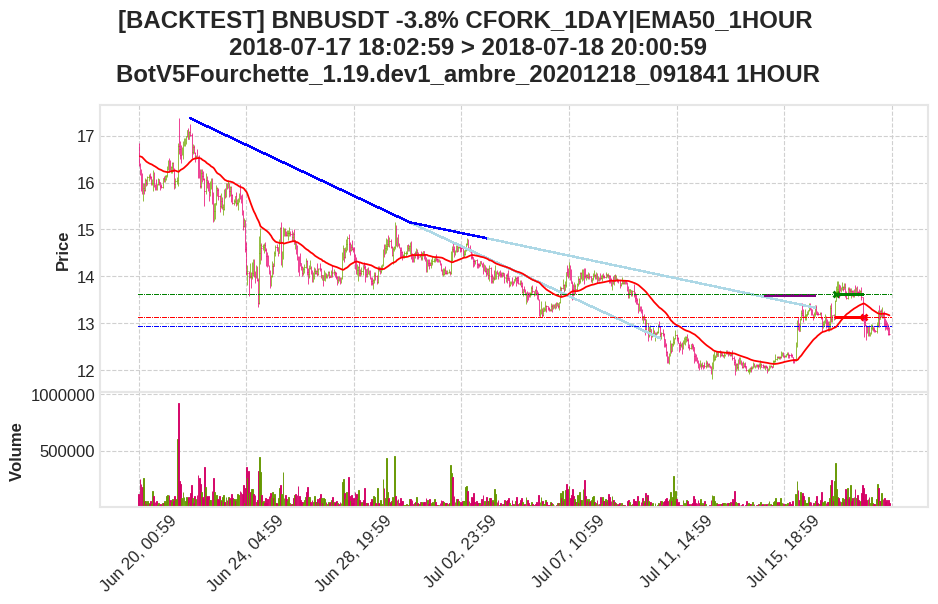 [BACKTEST] BNBUSDT -3.8% CFORK_1DAY|EMA50_1HOUR
2018-07-17 18:02:59 > 2018-07-18 20:00:59
BotV5Fourchette_1.19.dev1_ambre_20201218_091841 1HOUR
Price
17
16
15
14
13
12
Volume
1000000
500000
Jun 20, 00:59
Jun 24, 04:59
Jun 28, 19:59
Jul 02, 23:59
Jul 07, 10:59
Jul 11, 14:59
Jul 15, 18:59